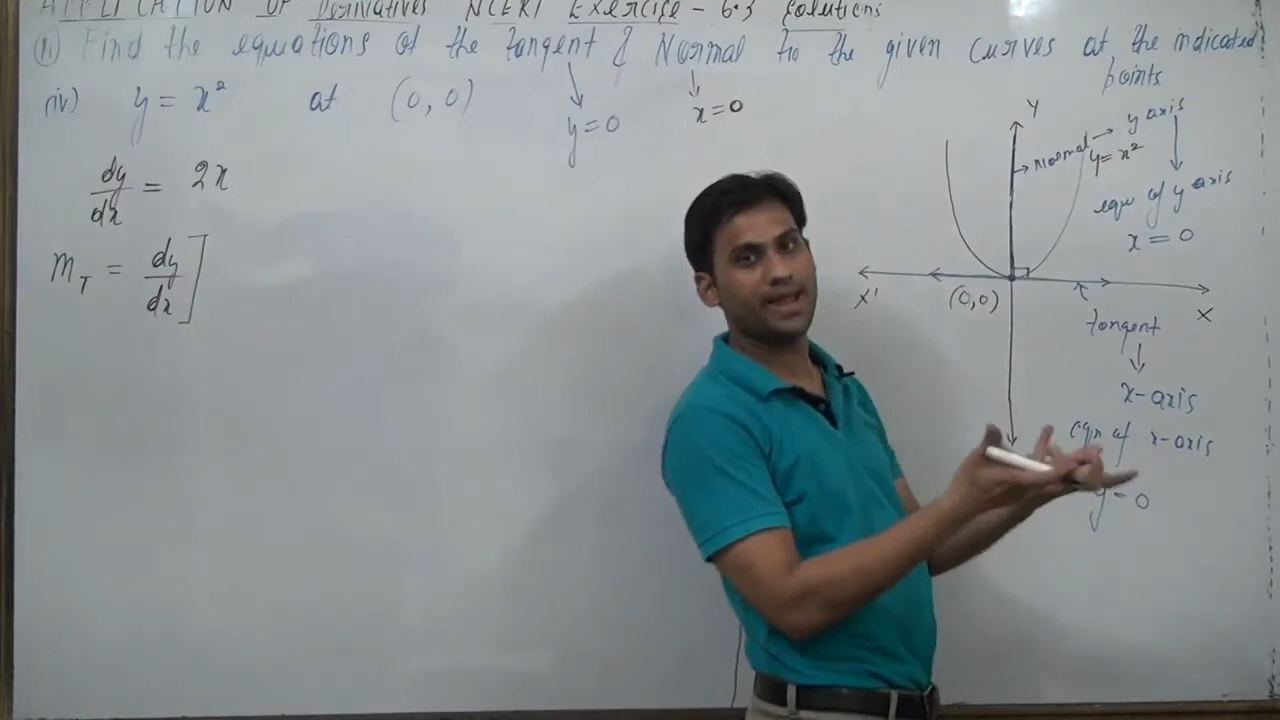 APPLICATION OF Derivatives NCERT Exercise - 6.3 Solutions
Find the equations of the tangent & Normal to the given curves at the indicated
points
(iv) y = x² at (0, 0)
y = 0
x = 0
dy/dx = 2x
m_T = dy/dx ]
Y
Normal → y axis
y = x²
equ of y axis
x = 0
X'
(0,0)
X
tangent
x-axis
eqn of x-axis
y = 0